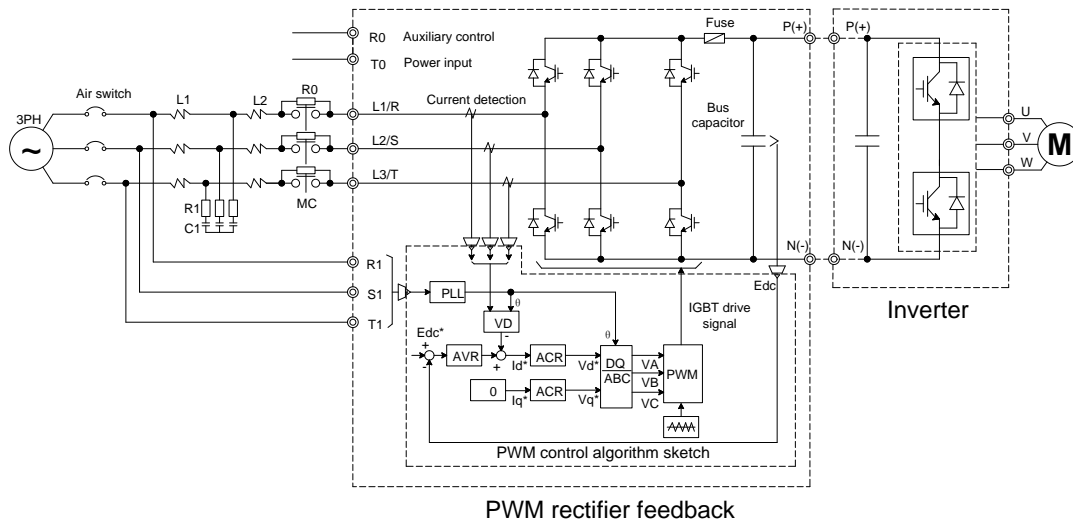 Fuse
P(+)
P(+)
R0 Auxiliary control
T0 Power input
Air switch
L1
L2
R0
3PH
~
L1/R
Current detection
Bus
capacitor
U
L2/S
V
M
L3/T
W
R1
C1
MC
N(-)
N(-)
R1
Edc
S1
PLL
θ
IGBT drive
signal
Inverter
T1
VD
θ
Edc*
-
+
-
AVR
+
Id*
ACR
Vd*
DQ
ABC
VA
VB
VC
PWM
0
Iq*
ACR
Vq*
PWM control algorithm sketch
PWM rectifier feedback